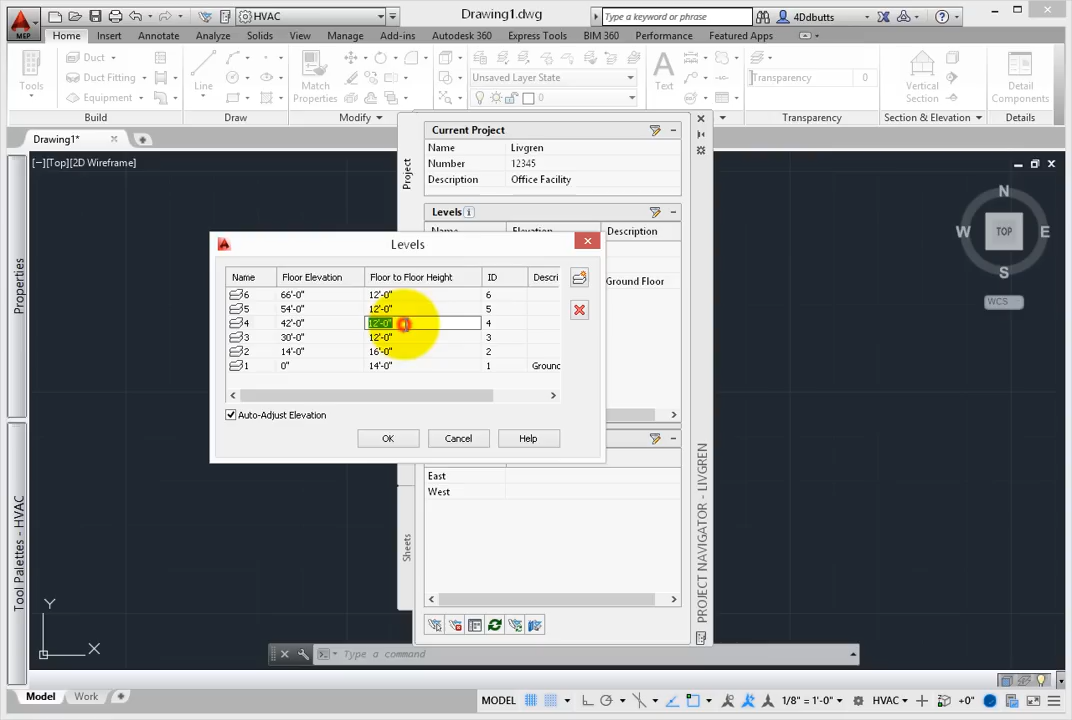 HVAC
Drawing1.dwg
Type a keyword or phrase
4Ddbutts
MEP
Home Insert Annotate Analyze Solids View Manage Add-ins Autodesk 360 Express Tools BIM 360 Performance Featured Apps
Tools
Duct
Duct Fitting
Equipment
Build
Line
Draw
Match
Properties
Modify
Unsaved Layer State
0
Text
Transparency 0
Transparency
Vertical
Section
Section & Elevation
Detail
Components
Details
Drawing1*
[−][Top][2D Wireframe]
Project
Current Project
Name Livgren
Number 12345
Description Office Facility
Levels
Name Elevation Description
Ground Floor
N
W TOP E
S
WCS
Properties
Levels
Name Floor Elevation Floor to Floor Height ID Descri
6 66'-0" 12'-0" 6
5 54'-0" 12'-0" 5
4 42'-0" 12'-0" 4
3 30'-0" 12'-0" 3
2 14'-0" 16'-0" 2
1 0" 14'-0" 1 Ground
Auto-Adjust Elevation
OK Cancel Help
East
West
Sheets
PROJECT NAVIGATOR - LIVGREN
Tool Palettes - HVAC
Y
X
Type a command
Model Work
MODEL
1/8" = 1'-0" HVAC +0"